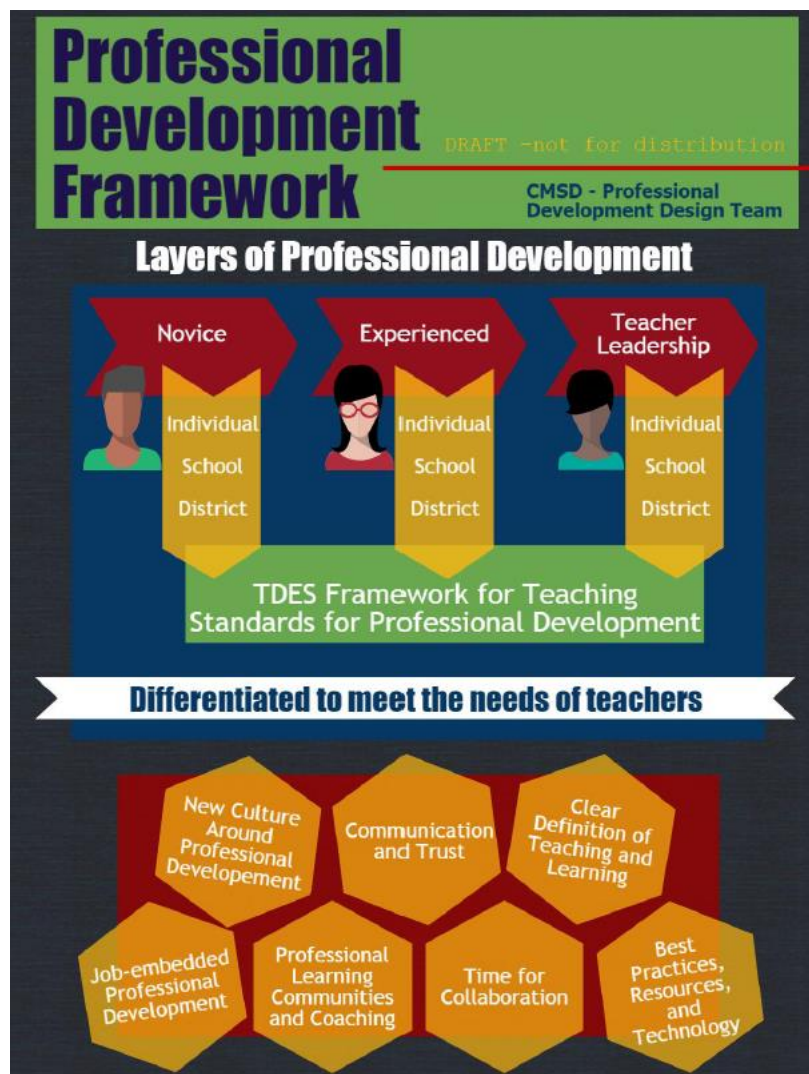 Professional
Development
Framework
DRAFT -not for distribution
CMSD - Professional
Development Design Team
Layers of Professional Development
Novice
Experienced
Teacher
Leadership
Individual
School
District
Individual
School
District
Individual
School
District
TDES Framework for Teaching
Standards for Professional Development
Differentiated to meet the needs of teachers
New Culture
Around
Professional
Developement
Communication
and Trust
Clear
Definition of
Teaching and
Learning
Job-embedded
Professional
Development
Professional
Learning
Communities
and Coaching
Time for
Collaboration
Best
Practices,
Resources,
and
Technology